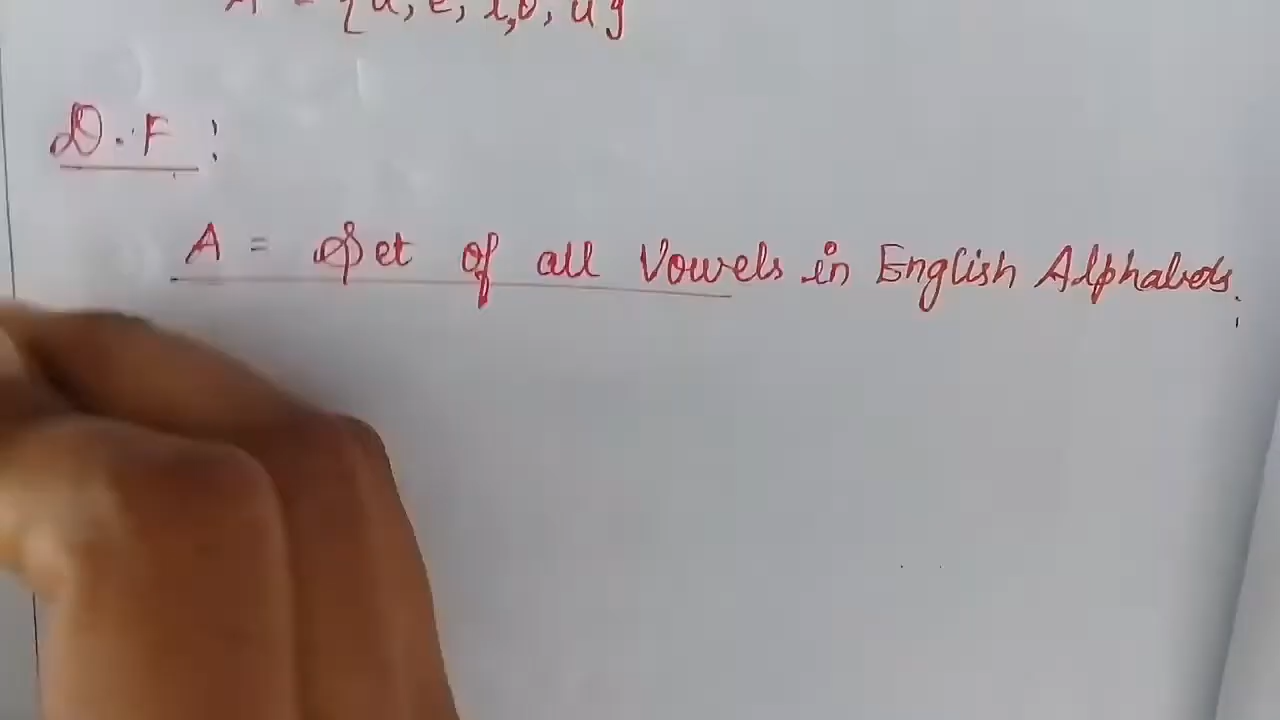 A = {a, e, i, o, u}
D.F :
A = Set of all Vowels in English Alphabets.